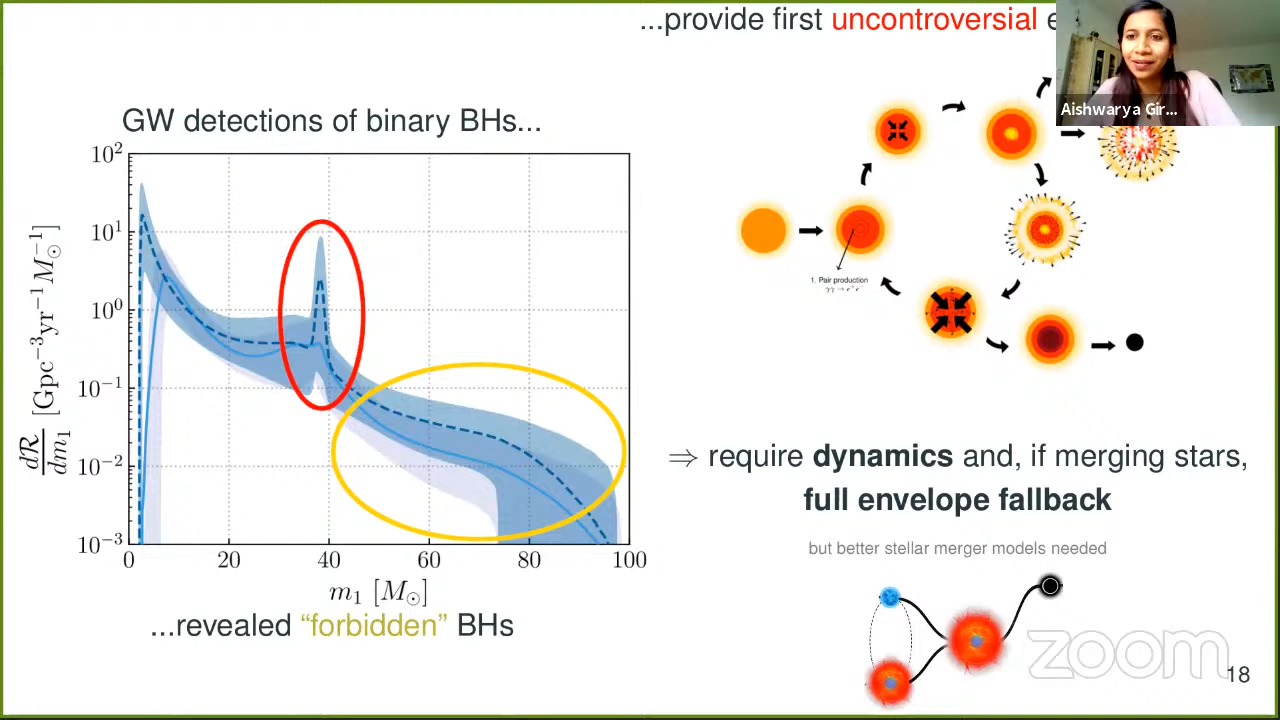 ...provide first uncontroversial e
Aishwarya Gir...
GW detections of binary BHs...
10²
10¹
10⁰
10⁻¹
10⁻²
10⁻³
dR/dm₁ [Gpc⁻³yr⁻¹M⊙⁻¹]
0 20 40 60 80 100
m₁ [M⊙]
...revealed “forbidden” BHs
1. Pair production
γγ → e⁺e⁻
⇒ require dynamics and, if merging stars,
full envelope fallback
but better stellar merger models needed
zoom
18